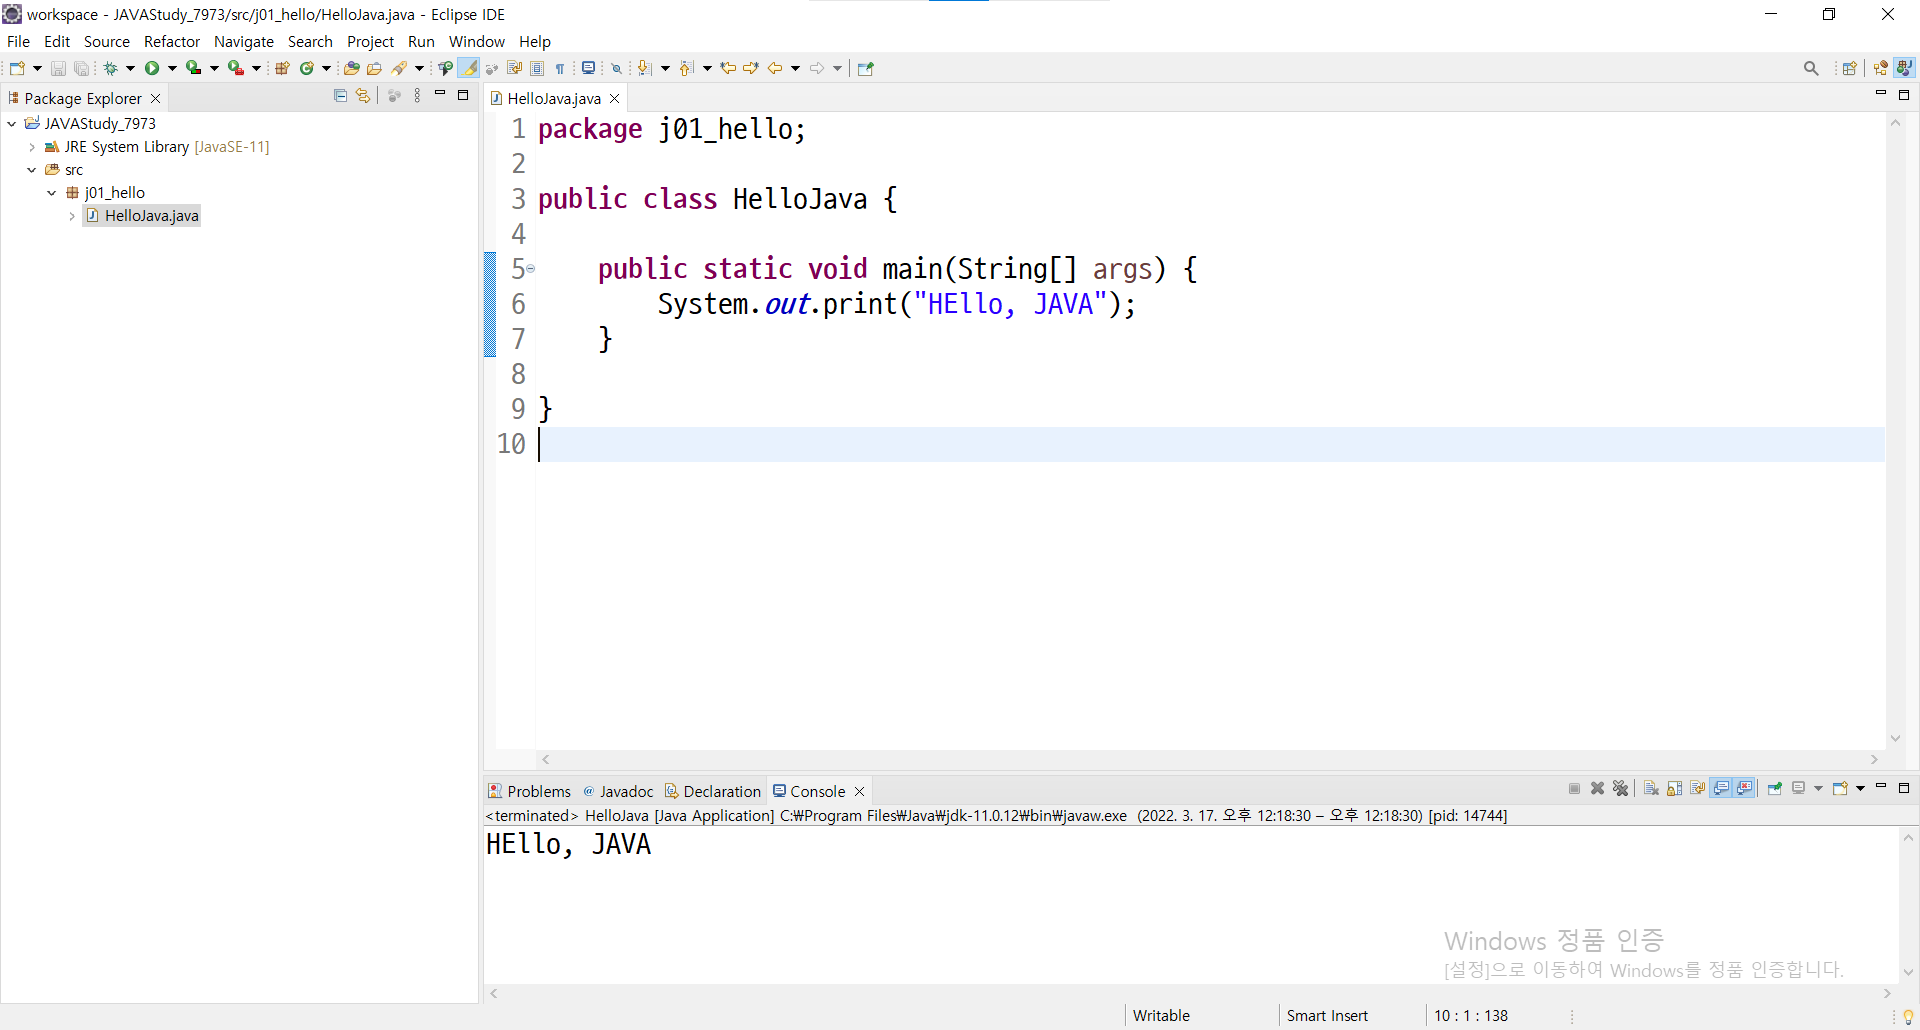 workspace - JAVAStudy_7973/src/j01_hello/HelloJava.java - Eclipse IDE
File Edit Source Refactor Navigate Search Project Run Window Help
Package Explorer
JAVAStudy_7973
JRE System Library [JavaSE-11]
src
j01_hello
HelloJava.java
HelloJava.java
1 package j01_hello;
2
3 public class HelloJava {
4
5 public static void main(String[] args) {
6 System.out.print("HEllo, JAVA");
7 }
8
9 }
10
Problems @ Javadoc Declaration Console
<terminated> HelloJava [Java Application] C:₩Program Files₩Java₩jdk-11.0.12₩bin₩javaw.exe (2022. 3. 17. 오후 12:18:30 – 오후 12:18:30) [pid: 14744]
HEllo, JAVA
Windows 정품 인증
[설정]으로 이동하여 Windows를 정품 인증합니다.
Writable Smart Insert 10 : 1 : 138